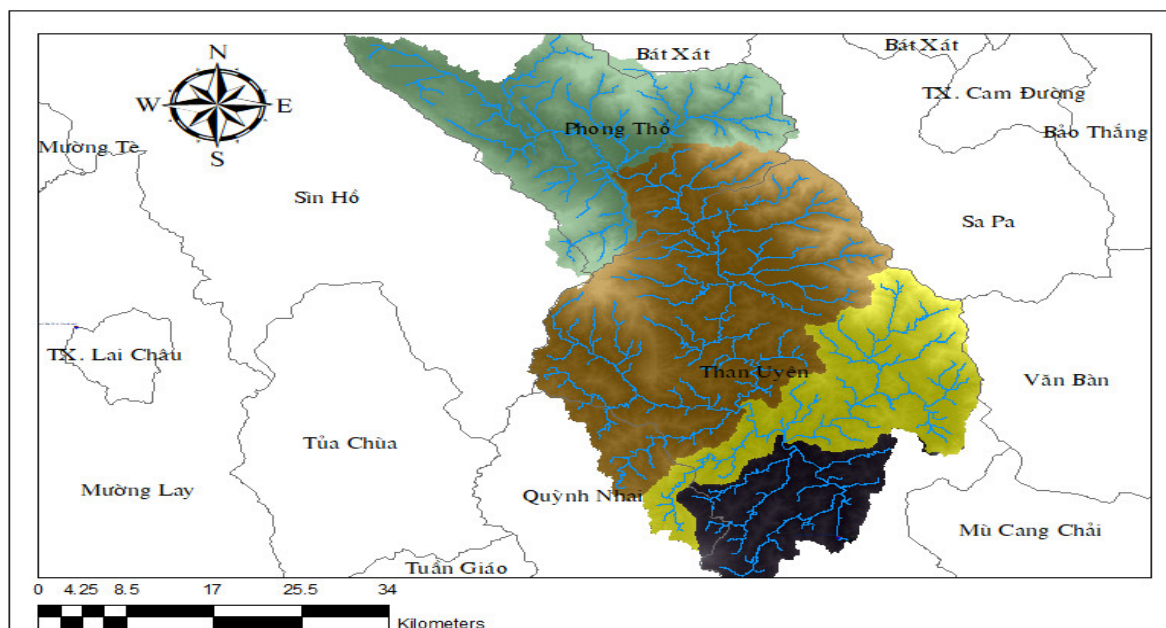 Bát Xát
Bát Xát
N
TX. Cam Đường
W
E
Phong Thổ
Bảo Thắng
Mường Tè
S
Sìn Hồ
Sa Pa
TX. Lai Châu
Than Uyên
Văn Bàn
Tủa Chùa
Mường Lay
Quỳnh Nhai
Mù Cang Chải
Tuần Giáo
0 4.25 8.5 17 25.5 34
Kilometers